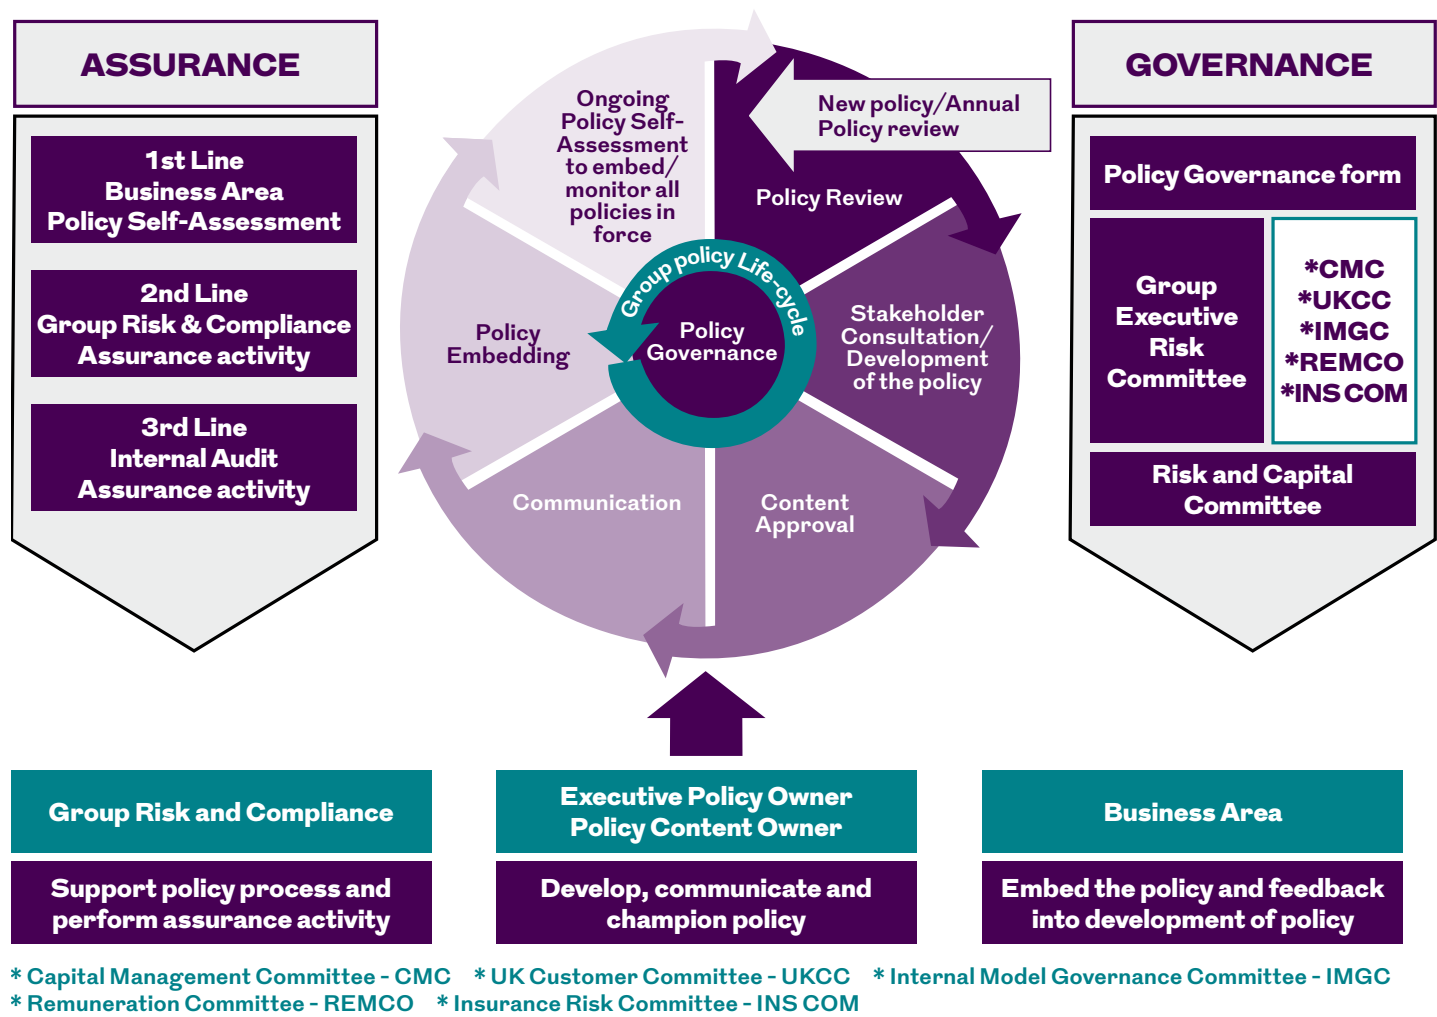 ASSURANCE
1st Line
Business Area
Policy Self-Assessment
2nd Line
Group Risk & Compliance
Assurance activity
3rd Line
Internal Audit
Assurance activity
Ongoing
Policy Self-
Assessment
to embed/
monitor all
policies in
force
New policy/Annual
Policy review
Policy Review
Stakeholder
Consultation/
Development
of the policy
Content
Approval
Communication
Policy
Embedding
Group policy Life-cycle
Policy
Governance
GOVERNANCE
Policy Governance form
Group
Executive
Risk
Committee
*CMC
*UKCC
*IMGC
*REMCO
*INS COM
Risk and Capital
Committee
Group Risk and Compliance
Support policy process and
perform assurance activity
Executive Policy Owner
Policy Content Owner
Develop, communicate and
champion policy
Business Area
Embed the policy and feedback
into development of policy
* Capital Management Committee - CMC * UK Customer Committee - UKCC * Internal Model Governance Committee - IMGC
* Remuneration Committee - REMCO * Insurance Risk Committee - INS COM